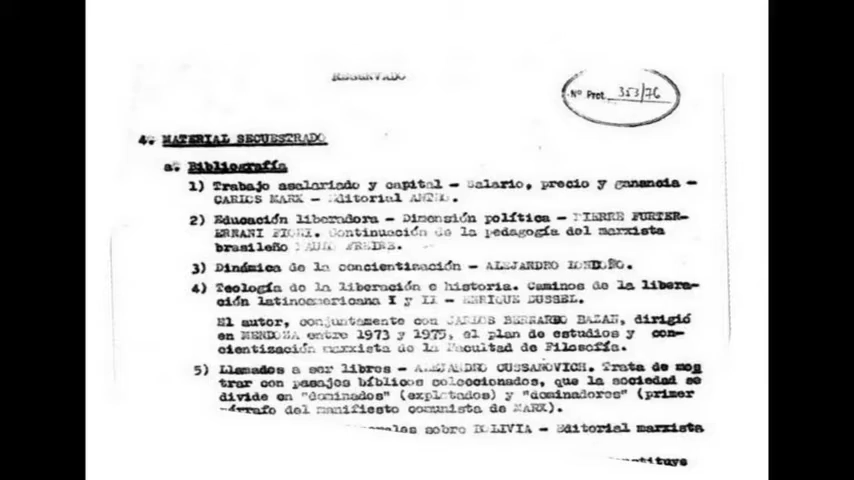 RESERVADO
Nº Prot. 353/76
4. MATERIAL SECUESTRADO
a. Bibliografía
1) Trabajo asalariado y capital - Salario, precio y ganancia -
CARLOS MARX - Editorial
2) Educación liberadora - Dimensión política - PIERRE FURTER-
ERNANI FIORI. Continuación de la pedagogía del marxista
brasileño PAULO FREIRE.
3) Dinámica de la concientización - ALEJANDRO LONDOÑO.
4) Teología de la liberación e historia. Caminos de la libera-
ción latinoamericana I y II - ENRIQUE DUSSEL.
El autor, conjuntamente con CARLOS BERNARDO BAZAN, dirigió
en MENDOZA entre 1973 y 1975, el plan de estudios y con-
cientización marxista de la Facultad de Filosofía.
5) Llamados a ser libres - ALEJANDRO CUSSANOVICH. Trata de mos
trar con pasajes bíblicos coleccionados, que la sociedad se
divide en "dominados" (explotados) y "dominadores" (primer
párrafo del manifiesto comunista de MARX).
sobre BOLIVIA - Editorial marxista